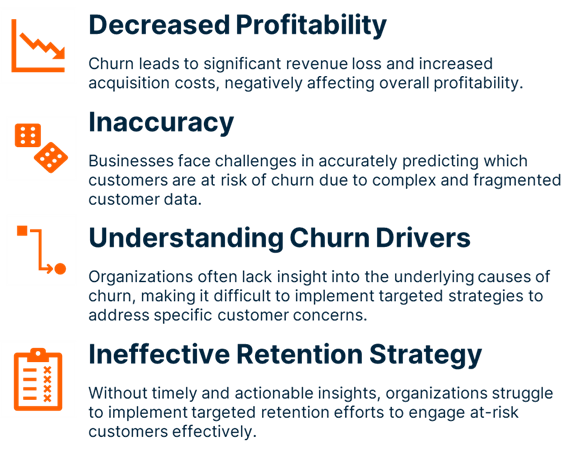 Decreased Profitability
Churn leads to significant revenue loss and increased
acquisition costs, negatively affecting overall profitability.
Inaccuracy
Businesses face challenges in accurately predicting which
customers are at risk of churn due to complex and fragmented
customer data.
Understanding Churn Drivers
Organizations often lack insight into the underlying causes of
churn, making it difficult to implement targeted strategies to
address specific customer concerns.
Ineffective Retention Strategy
Without timely and actionable insights, organizations struggle
to implement targeted retention efforts to engage at-risk
customers effectively.